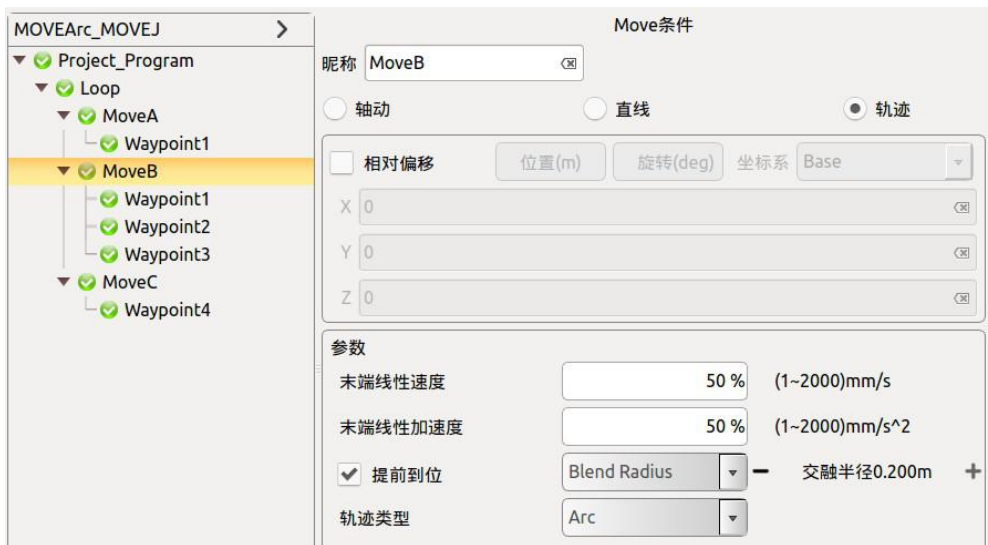 MOVEArc_MOVEJ
Project_Program
Loop
MoveA
Waypoint1
MoveB
Waypoint1
Waypoint2
Waypoint3
MoveC
Waypoint4
Move条件
昵称 MoveB
轴动 直线 轨迹
相对偏移 位置(m) 旋转(deg) 坐标系 Base
X 0
Y 0
Z 0
参数
末端线性速度 50 % (1~2000)mm/s
末端线性加速度 50 % (1~2000)mm/s^2
提前到位 Blend Radius 交融半径0.200m
轨迹类型 Arc